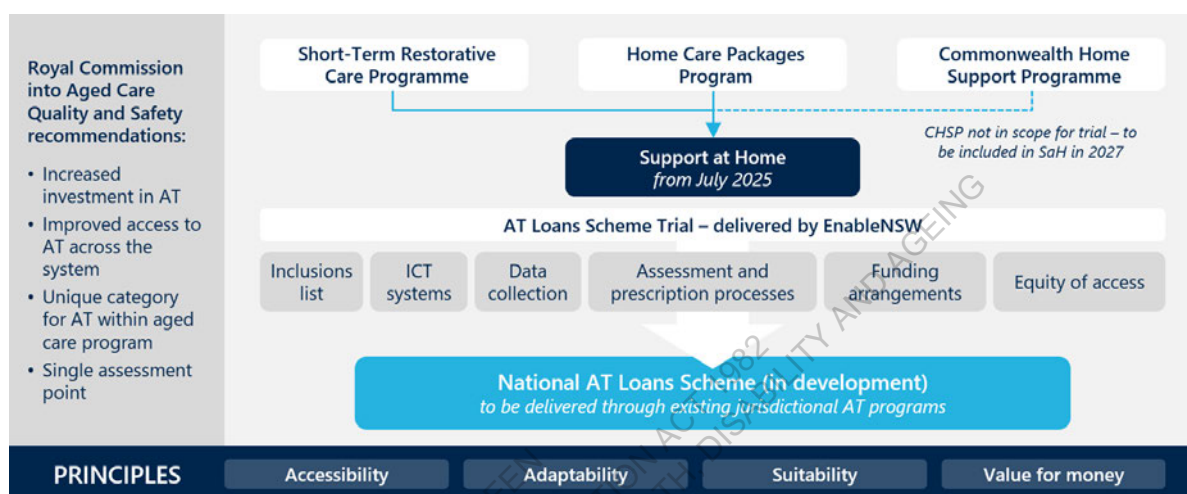 Royal Commission
into Aged Care
Quality and Safety
recommendations:
• Increased
investment in AT
• Improved access to
AT across the
system
• Unique category
for AT within aged
care program
• Single assessment
point
Short-Term Restorative
Care Programme
Home Care Packages
Program
Commonwealth Home
Support Programme
CHSP not in scope for trial – to
be included in SaH in 2027
Support at Home
from July 2025
AT Loans Scheme Trial – delivered by EnableNSW
Inclusions
list
ICT
systems
Data
collection
Assessment and
prescription processes
Funding
arrangements
Equity of access
National AT Loans Scheme (in development)
to be delivered through existing jurisdictional AT programs
PRINCIPLES
Accessibility
Adaptability
Suitability
Value for money
ACT 1982
DISABILITY AND AGEING